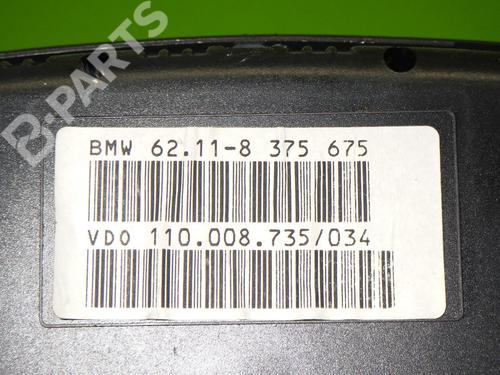 B-PARTS
BMW 62.11-8 375 675
VDO 110.008.735/034